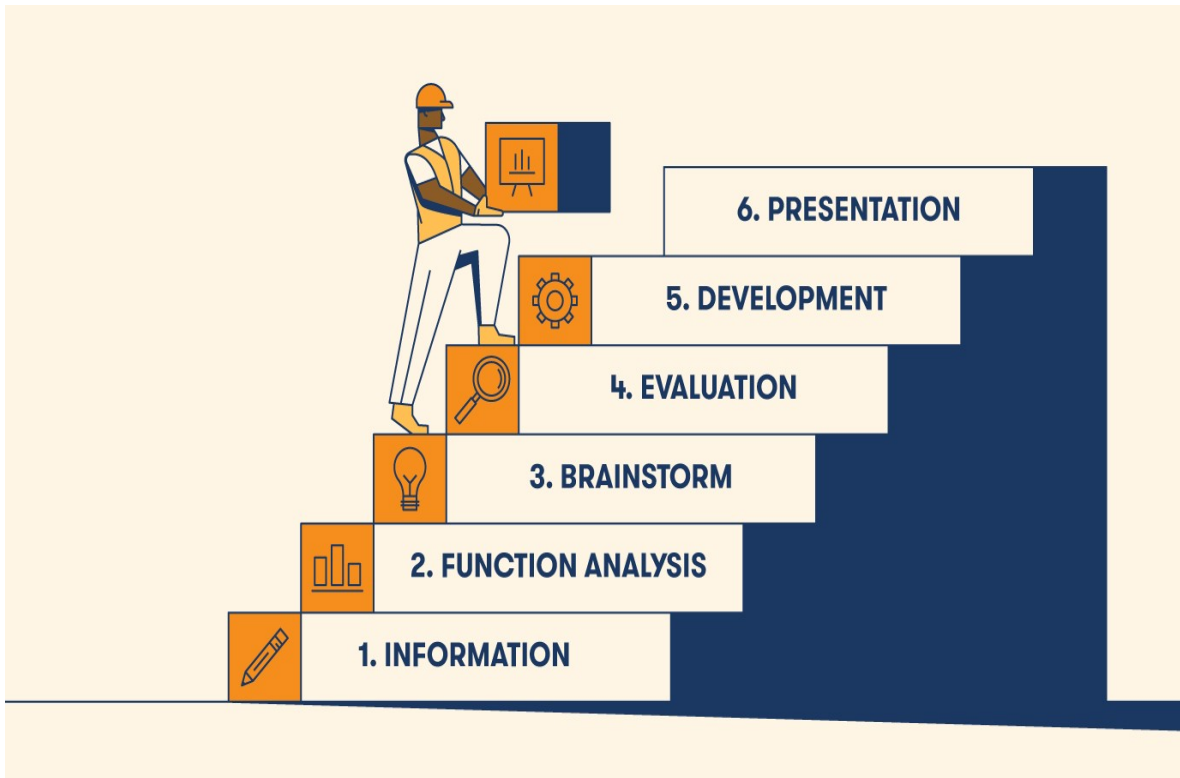 6. PRESENTATION
5. DEVELOPMENT
4. EVALUATION
3. BRAINSTORM
2. FUNCTION ANALYSIS
1. INFORMATION